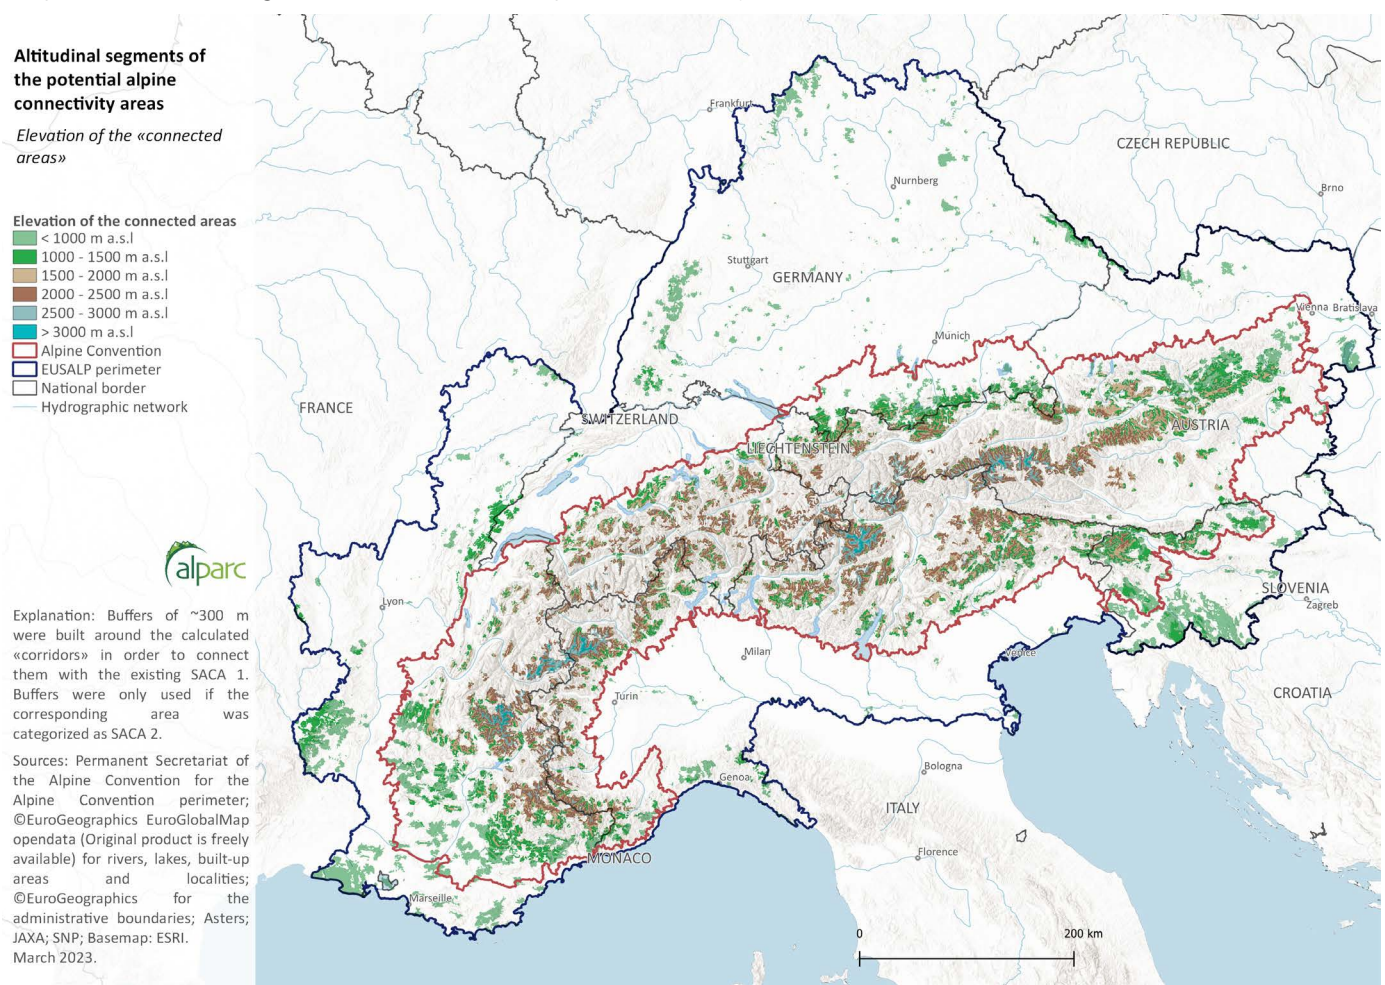 Altitudinal segments of
the potential alpine
connectivity areas
Elevation of the «connected
areas»
Elevation of the connected areas
< 1000 m a.s.l
1000 - 1500 m a.s.l
1500 - 2000 m a.s.l
2000 - 2500 m a.s.l
2500 - 3000 m a.s.l
> 3000 m a.s.l
Alpine Convention
EUSALP perimeter
National border
Hydrographic network
alparc
Explanation: Buffers of ~300 m
were built around the calculated
«corridors» in order to connect
them with the existing SACA 1.
Buffers were only used if the
corresponding area was
categorized as SACA 2.
Sources: Permanent Secretariat of
the Alpine Convention for the
Alpine Convention perimeter;
©EuroGeographics EuroGlobalMap
opendata (Original product is freely
available) for rivers, lakes, built-up
areas and localities;
©EuroGeographics for the
administrative boundaries; Asters;
JAXA; SNP; Basemap: ESRI.
March 2023.
Frankfurt
CZECH REPUBLIC
Nurnberg
Brno
Stuttgart
GERMANY
Vienna
Bratislava
Munich
FRANCE
SWITZERLAND
AUSTRIA
LIECHTENSTEIN
SLOVENIA
Lyon
Zagreb
Milan
Venice
Turin
CROATIA
Bologna
Genoa
ITALY
Florence
MONACO
Marseille
0
200 km